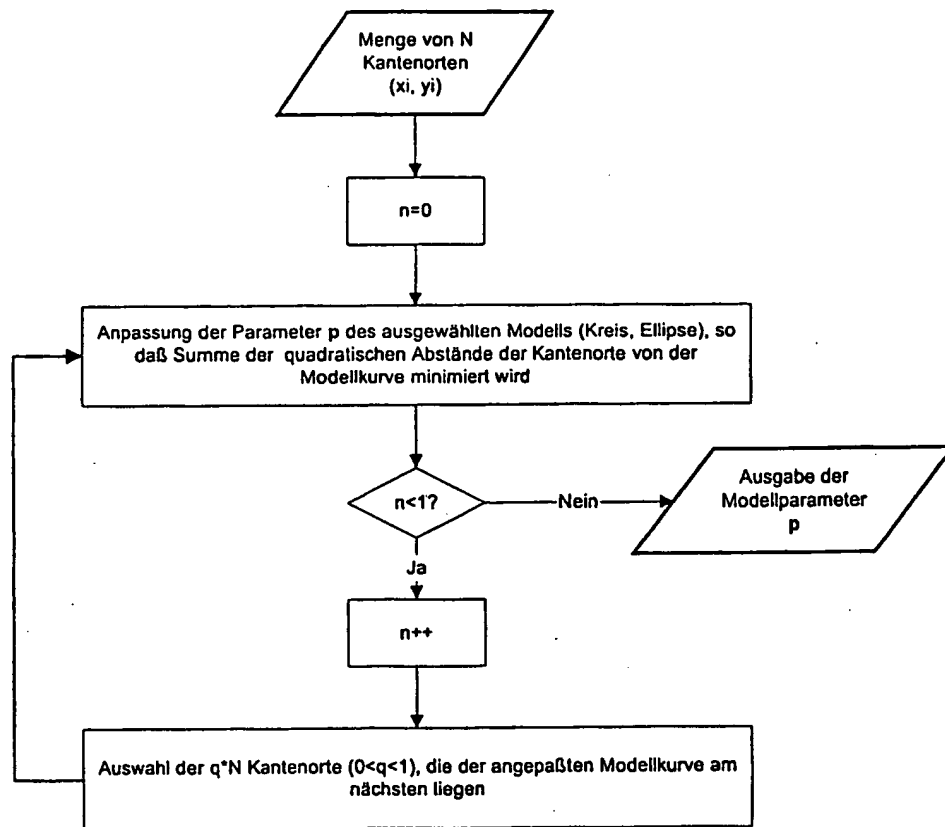 Menge von N
Kantenorten
(xi, yi)
n=0
Anpassung der Parameter p des ausgewählten Modells (Kreis, Ellipse), so
daß Summe der quadratischen Abstände der Kantenorte von der
Modellkurve minimiert wird
n<1?
Nein
Ausgabe der
Modellparameter
p
Ja
n++
Auswahl der q*N Kantenorte (0<q<1), die der angepaßten Modellkurve am
nächsten liegen